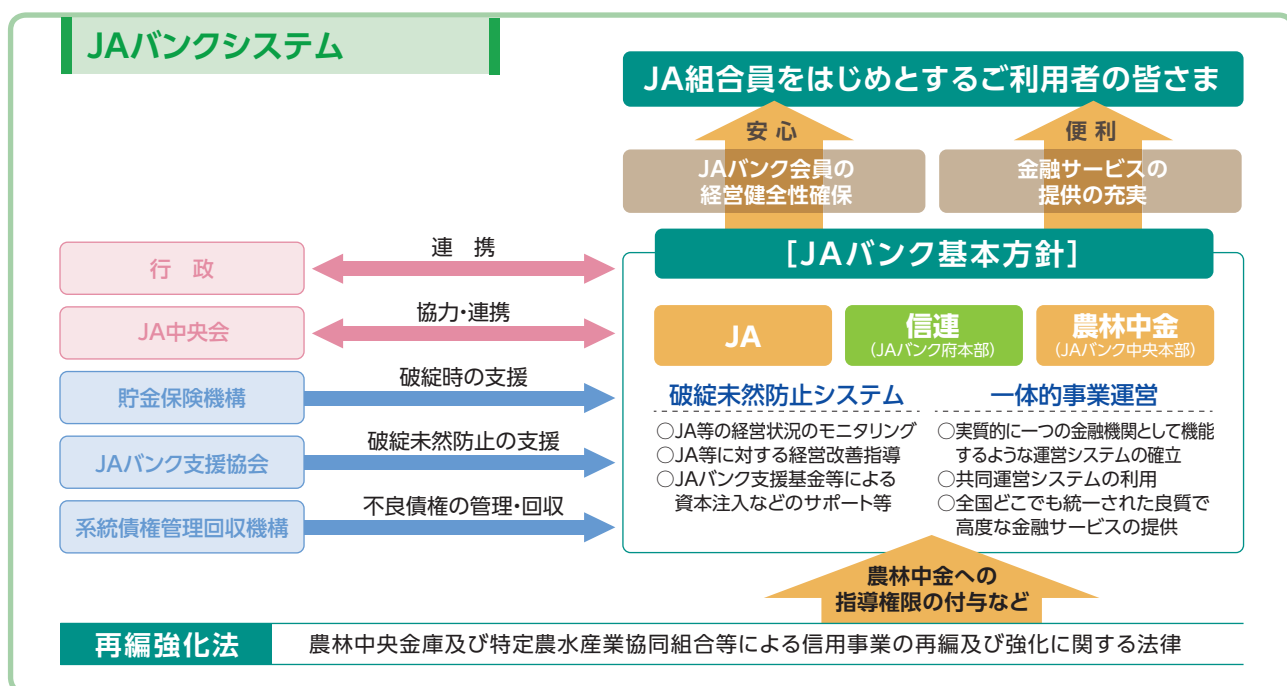 JAバンクシステム
JA組合員をはじめとするご利用者の皆さま
安心
便利
JAバンク会員の
経営健全性確保
金融サービスの
提供の充実
[JAバンク基本方針]
行　政
連　携
JA中央会
協力・連携
貯金保険機構
破綻時の支援
JAバンク支援協会
破綻未然防止の支援
系統債権管理回収機構
不良債権の管理・回収
JA
信連
(JAバンク府本部)
農林中金
(JAバンク中央本部)
破綻未然防止システム
○JA等の経営状況のモニタリング
○JA等に対する経営改善指導
○JAバンク支援基金等による
資本注入などのサポート等
一体的事業運営
○実質的に一つの金融機関として機能
するような運営システムの確立
○共同運営システムの利用
○全国どこでも統一された良質で
高度な金融サービスの提供
農林中金への
指導権限の付与など
再編強化法
農林中央金庫及び特定農水産業協同組合等による信用事業の再編及び強化に関する法律